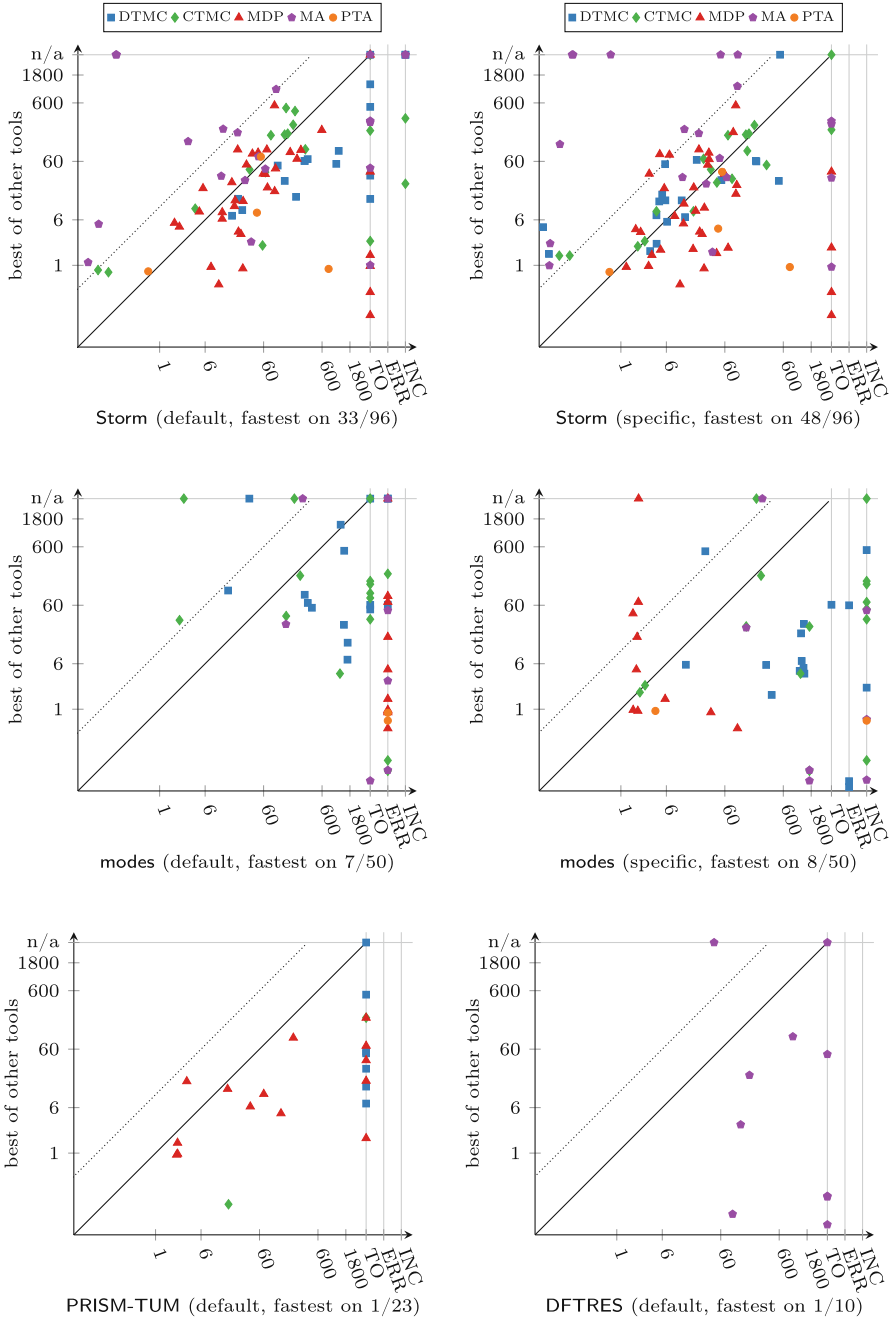 DTMC CTMC MDP MA PTA
DTMC CTMC MDP MA PTA
n/a
1800
600
60
6
1
best of other tools
1
6
60
600
1800
TO
ERR
INC
Storm (default, fastest on 33/96)
n/a
1800
600
60
6
1
best of other tools
1
6
60
600
1800
TO
ERR
INC
Storm (specific, fastest on 48/96)
n/a
1800
600
60
6
1
best of other tools
1
6
60
600
1800
TO
ERR
INC
modes (default, fastest on 7/50)
n/a
1800
600
60
6
1
best of other tools
1
6
60
600
1800
TO
ERR
INC
modes (specific, fastest on 8/50)
n/a
1800
600
60
6
1
best of other tools
1
6
60
600
1800
TO
ERR
INC
PRISM-TUM (default, fastest on 1/23)
n/a
1800
600
60
6
1
best of other tools
1
6
60
600
1800
TO
ERR
INC
DFTRES (default, fastest on 1/10)